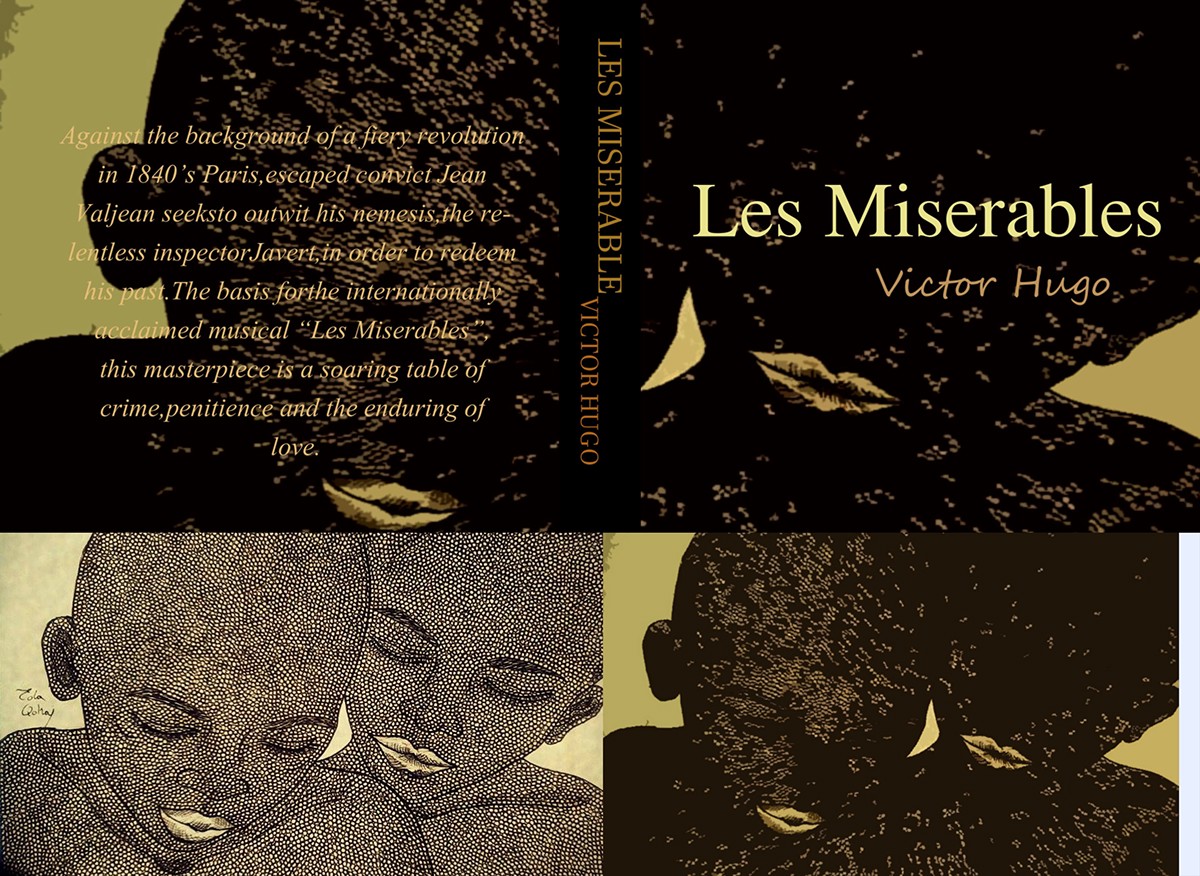 Against the background of a fiery revolution
in 1840's Paris,escaped convict Jean
Valjean seeksto outwit his nemesis,the re-
lentless inspectorJavert,in order to redeem
his past.The basis forthe internationally
acclaimed musical “Les Miserables”,
this masterpiece is a soaring table of
crime,penitience and the enduring of
love.
LES MISERABLE
VICTOR HUGO
Les Miserables
Victor Hugo